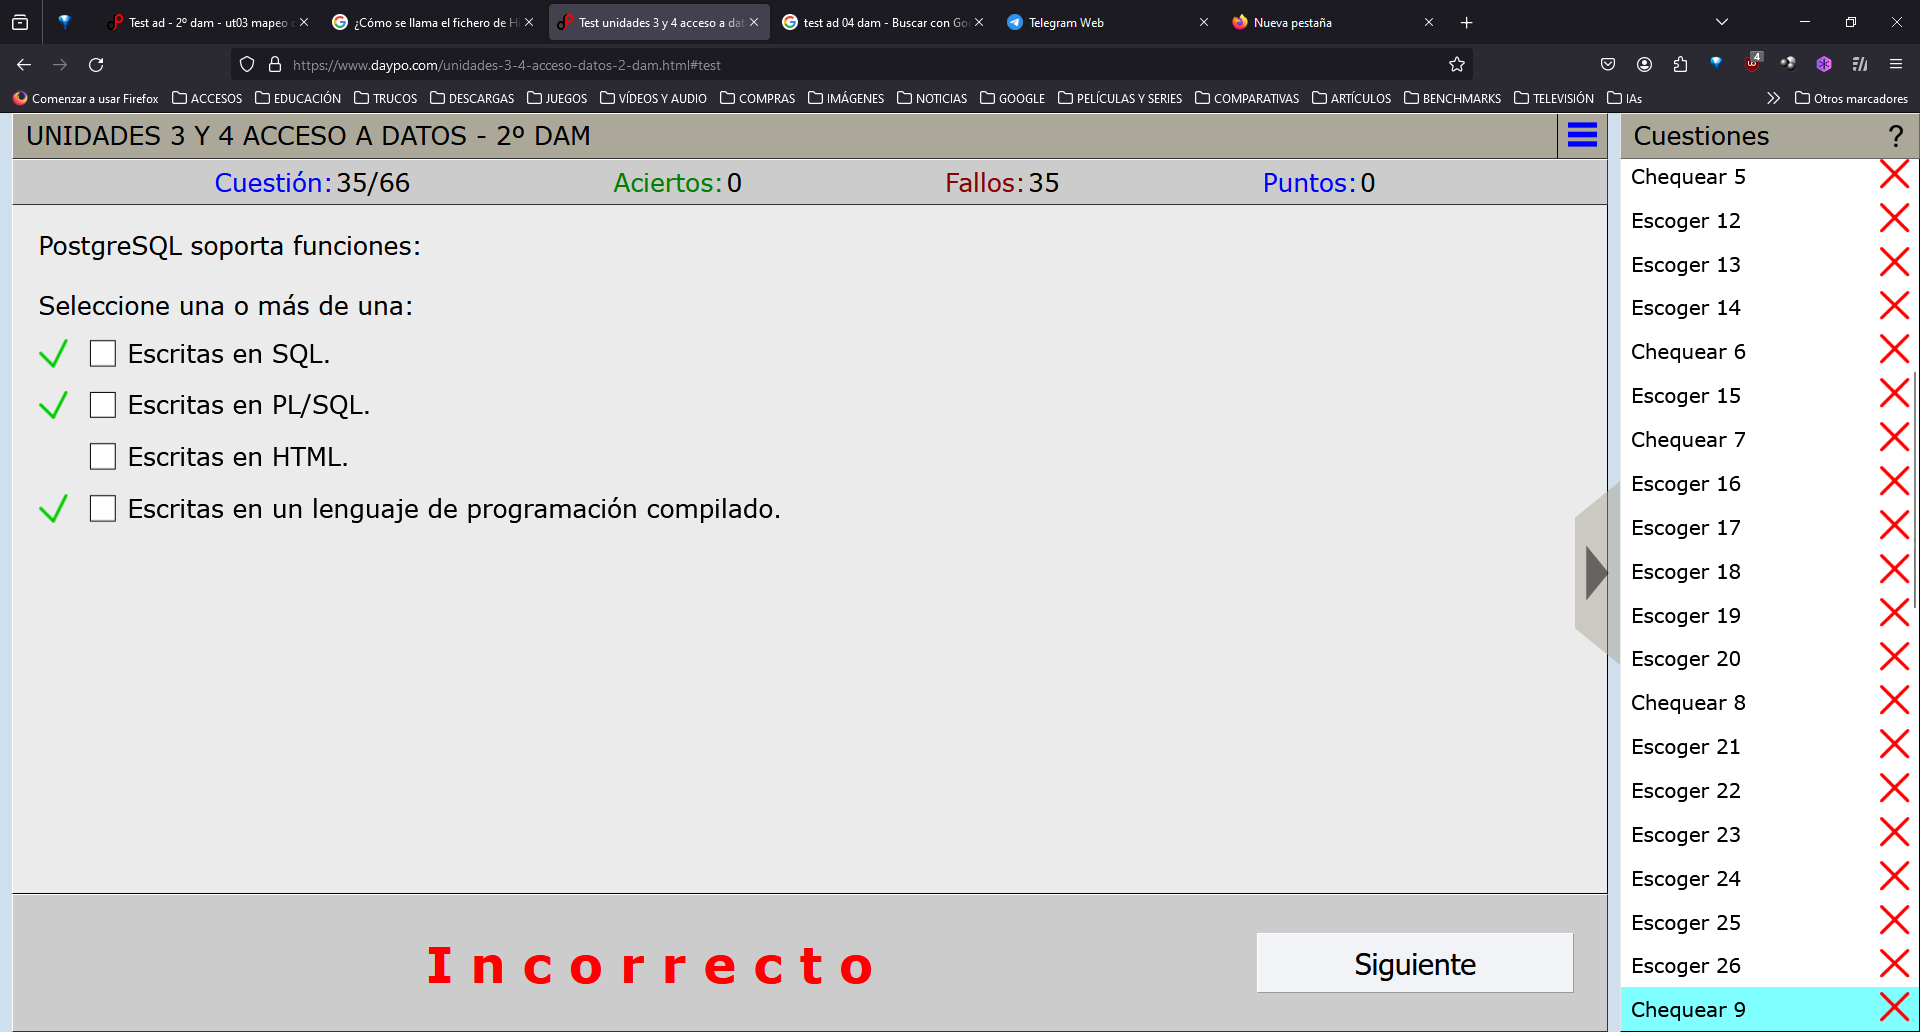 Test ad - 2º dam - ut03 mapeo
¿Cómo se llama el fichero de Hi
Test unidades 3 y 4 acceso a dat
test ad 04 dam - Buscar con Go
Telegram Web
Nueva pestaña
https://www.daypo.com/unidades-3-4-acceso-datos-2-dam.html#test
4
Comenzar a usar Firefox
ACCESOS
EDUCACIÓN
TRUCOS
DESCARGAS
JUEGOS
VÍDEOS Y AUDIO
COMPRAS
IMÁGENES
NOTICIAS
GOOGLE
PELÍCULAS Y SERIES
COMPARATIVAS
ARTÍCULOS
BENCHMARKS
TELEVISIÓN
IAs
Otros marcadores
UNIDADES 3 Y 4 ACCESO A DATOS - 2º DAM
Cuestión: 35/66
Aciertos: 0
Fallos: 35
Puntos: 0
PostgreSQL soporta funciones:
Seleccione una o más de una:
Escritas en SQL.
Escritas en PL/SQL.
Escritas en HTML.
Escritas en un lenguaje de programación compilado.
Incorrecto
Siguiente
Cuestiones ?
Chequear 5
Escoger 12
Escoger 13
Escoger 14
Chequear 6
Escoger 15
Chequear 7
Escoger 16
Escoger 17
Escoger 18
Escoger 19
Escoger 20
Chequear 8
Escoger 21
Escoger 22
Escoger 23
Escoger 24
Escoger 25
Escoger 26
Chequear 9